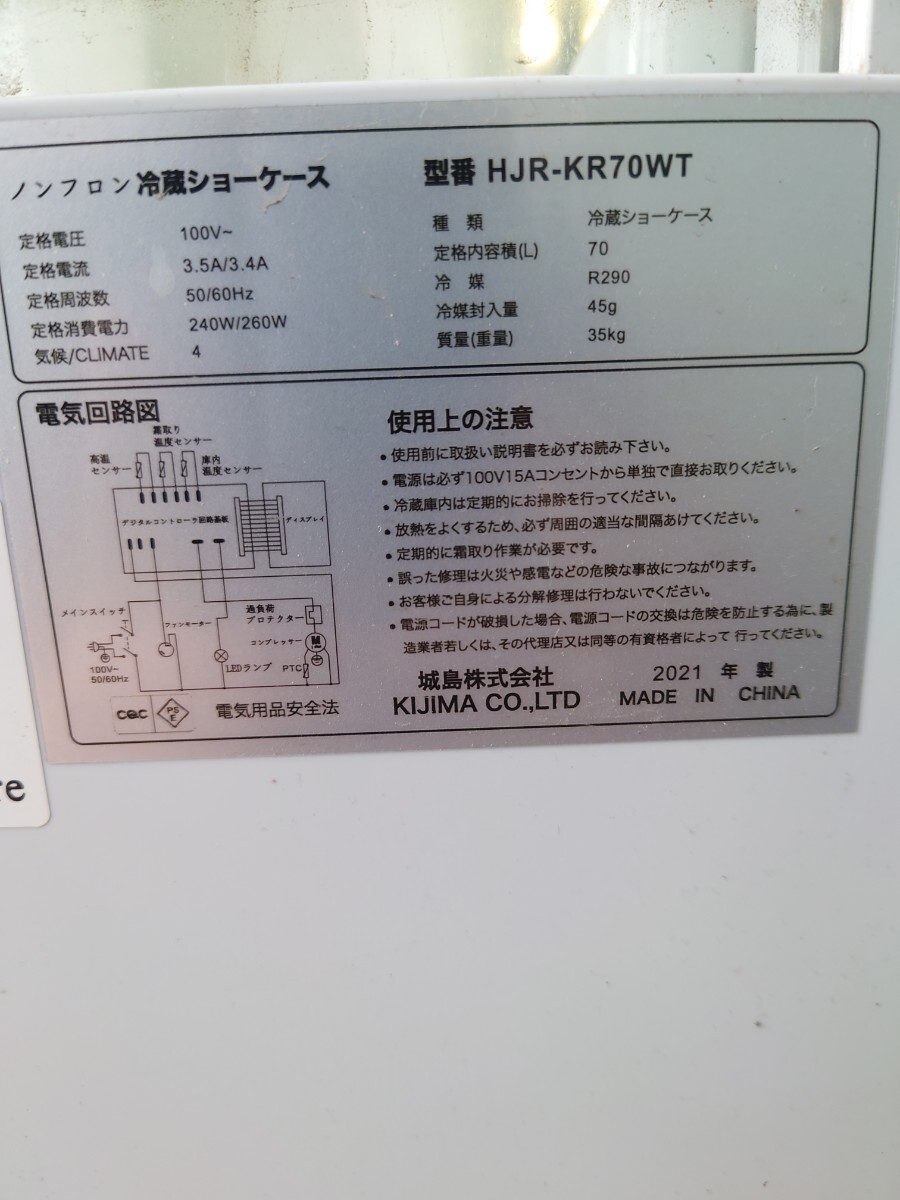 ノンフロン 冷蔵ショーケース
型番 HJR-KR70WT
定格電圧 100V~
定格電流 3.5A/3.4A
定格周波数 50/60Hz
定格消費電力 240W/260W
気候/CLIMATE 4
種 類 冷蔵ショーケース
定格内容積(L) 70
冷 媒 R290
冷媒封入量 45g
質量(重量) 35kg
電気回路図
霜取り
温度センサー
高温
センサー
庫内
温度センサー
デジタルコントローラ回路基板
ディスプレイ
メインスイッチ
ファンモーター
過負荷
プロテクター
コンプレッサー
M
LEDランプ
PTC
100V~
50/60Hz
cqc
PS
E
電気用品安全法
使用上の注意
• 使用前に取扱い説明書を必ずお読み下さい。
• 電源は必ず100V15Aコンセントから単独で直接お取りください。
• 冷蔵庫内は定期的にお掃除を行ってください。
• 放熱をよくするため、必ず周囲の適当な間隔あけてください。
• 定期的に霜取り作業が必要です。
• 誤った修理は火災や感電などの危険な事故につながります。
• お客様ご自身による分解修理は行わないでください。
• 電源コードが破損した場合、電源コードの交換は危険を防止する為に、製
造業者若しくは、その代理店又は同等の有資格者によって 行ってください。
城島株式会社
KIJIMA CO.,LTD
2021 年 製
MADE IN CHINA
re